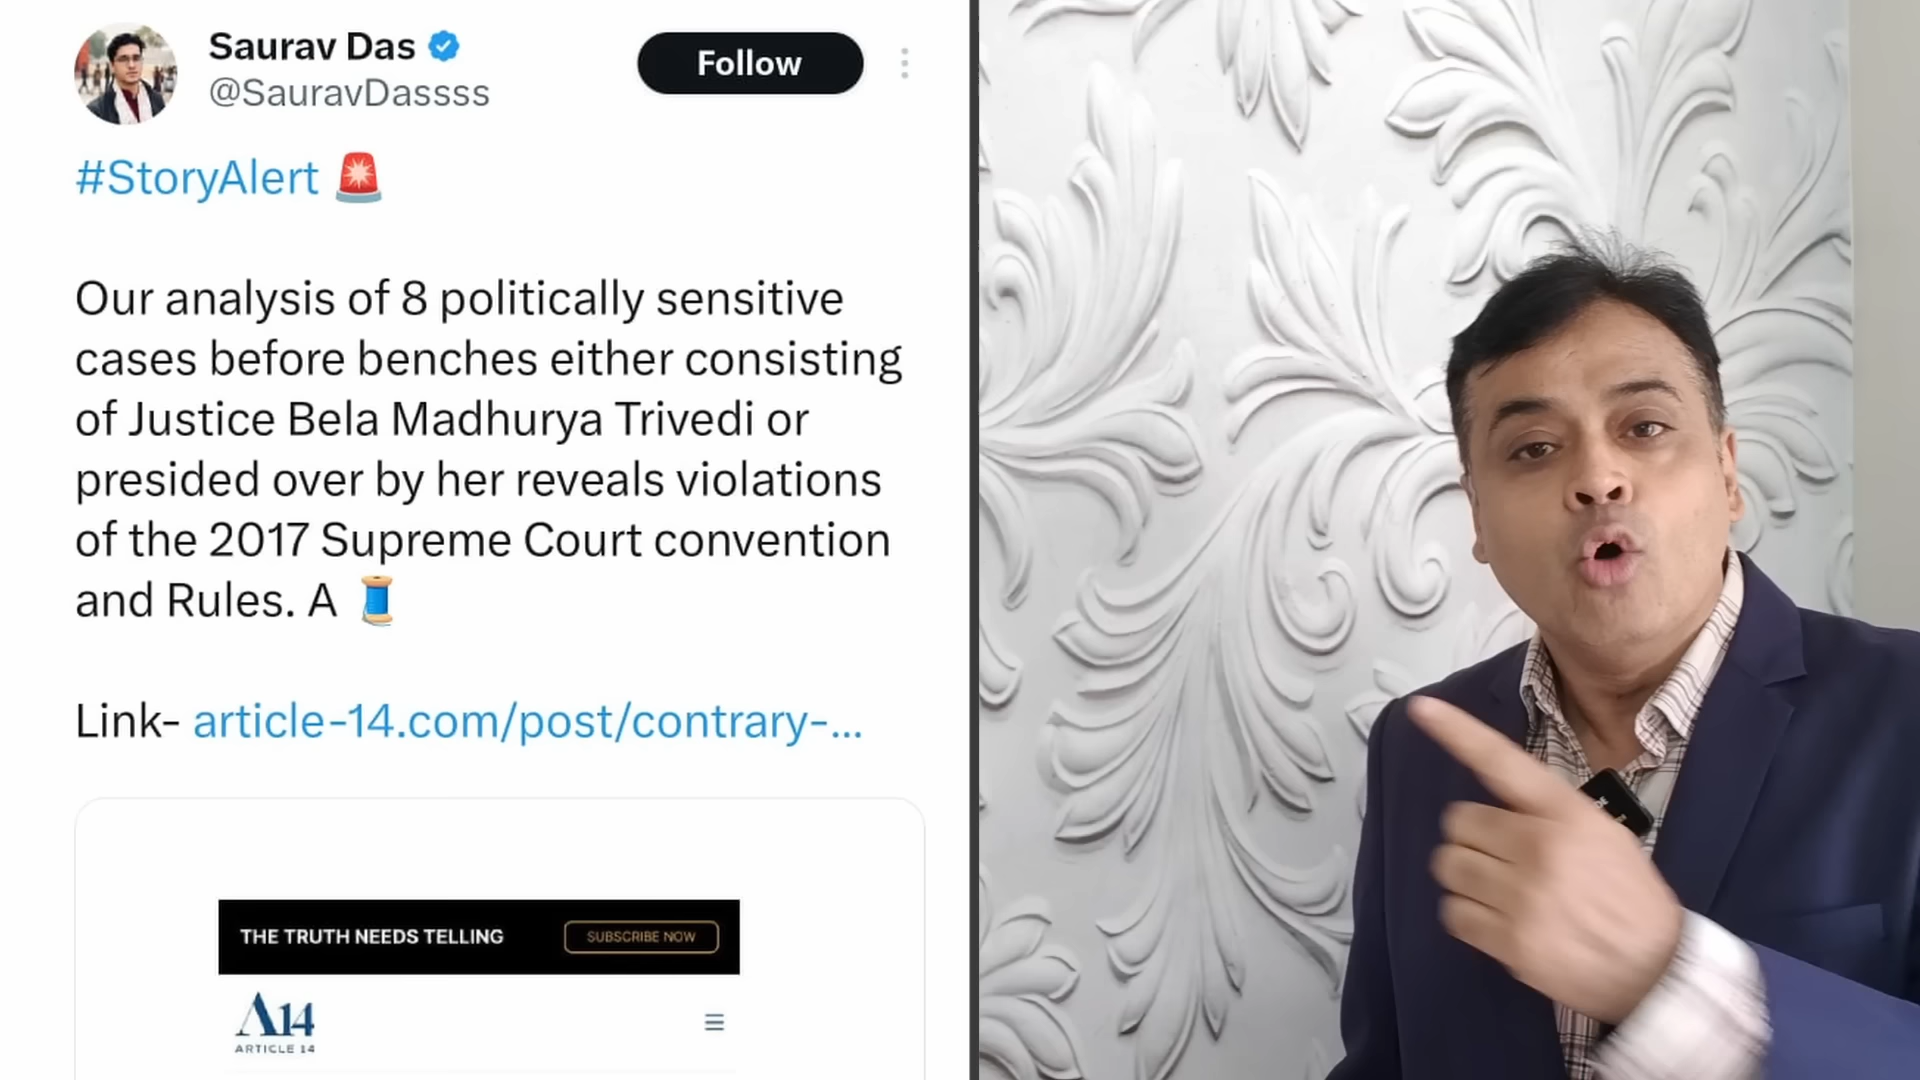 Saurav Das
@SauravDassss
Follow
#StoryAlert
Our analysis of 8 politically sensitive
cases before benches either consisting
of Justice Bela Madhurya Trivedi or
presided over by her reveals violations
of the 2017 Supreme Court convention
and Rules. A
Link- article-14.com/post/contrary-...
THE TRUTH NEEDS TELLING
SUBSCRIBE NOW
A14
ARTICLE 14